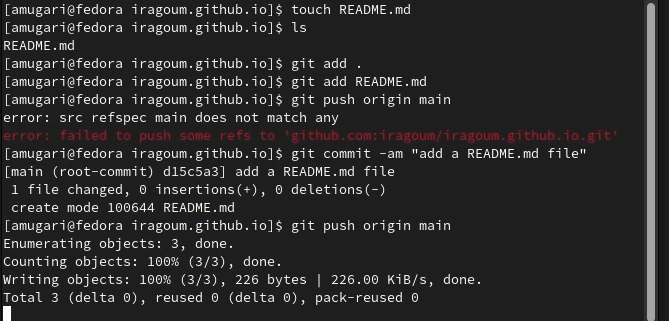 [amugari@fedora iragoum.github.io]$ touch README.md
[amugari@fedora iragoum.github.io]$ ls
README.md
[amugari@fedora iragoum.github.io]$ git add .
[amugari@fedora iragoum.github.io]$ git add README.md
[amugari@fedora iragoum.github.io]$ git push origin main
error: src refspec main does not match any
error: failed to push some refs to 'github.com:iragoum/iragoum.github.io.git'
[amugari@fedora iragoum.github.io]$ git commit -am "add a README.md file"
[main (root-commit) d15c5a3] add a README.md file
 1 file changed, 0 insertions(+), 0 deletions(-)
 create mode 100644 README.md
[amugari@fedora iragoum.github.io]$ git push origin main
Enumerating objects: 3, done.
Counting objects: 100% (3/3), done.
Writing objects: 100% (3/3), 226 bytes | 226.00 KiB/s, done.
Total 3 (delta 0), reused 0 (delta 0), pack-reused 0